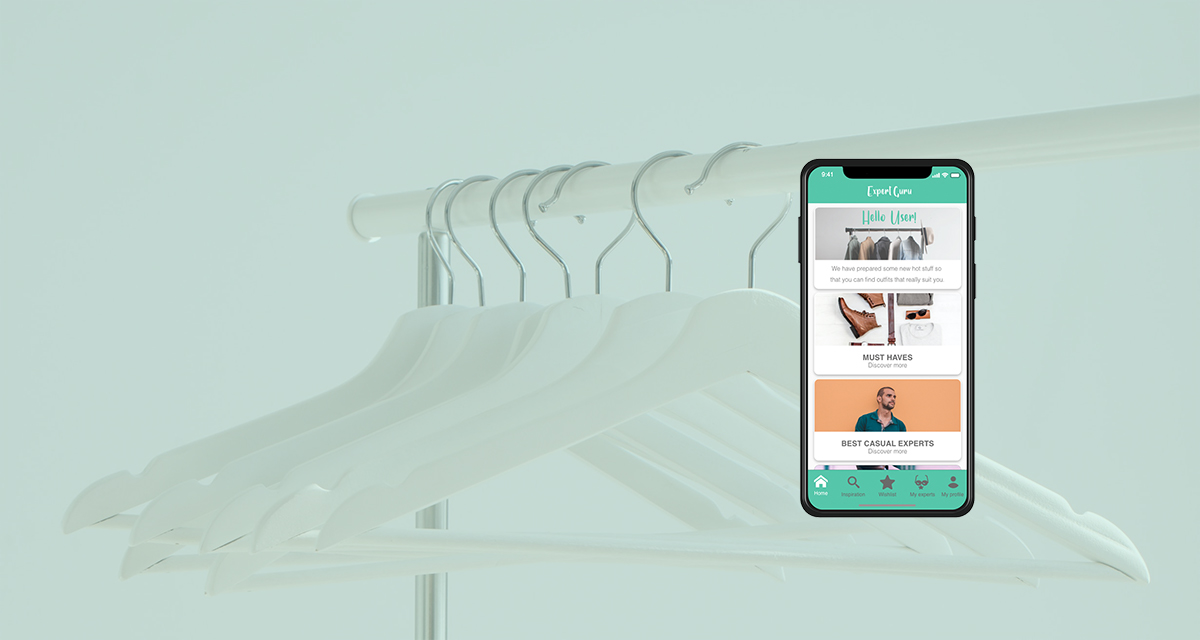 9:41
Expert Guru
Hello User!
We have prepared some new hot stuff so
that you can find outfits that really suit you.
MUST HAVES
Discover more
BEST CASUAL EXPERTS
Discover more
Home Inspiration Wishlist My experts My profile